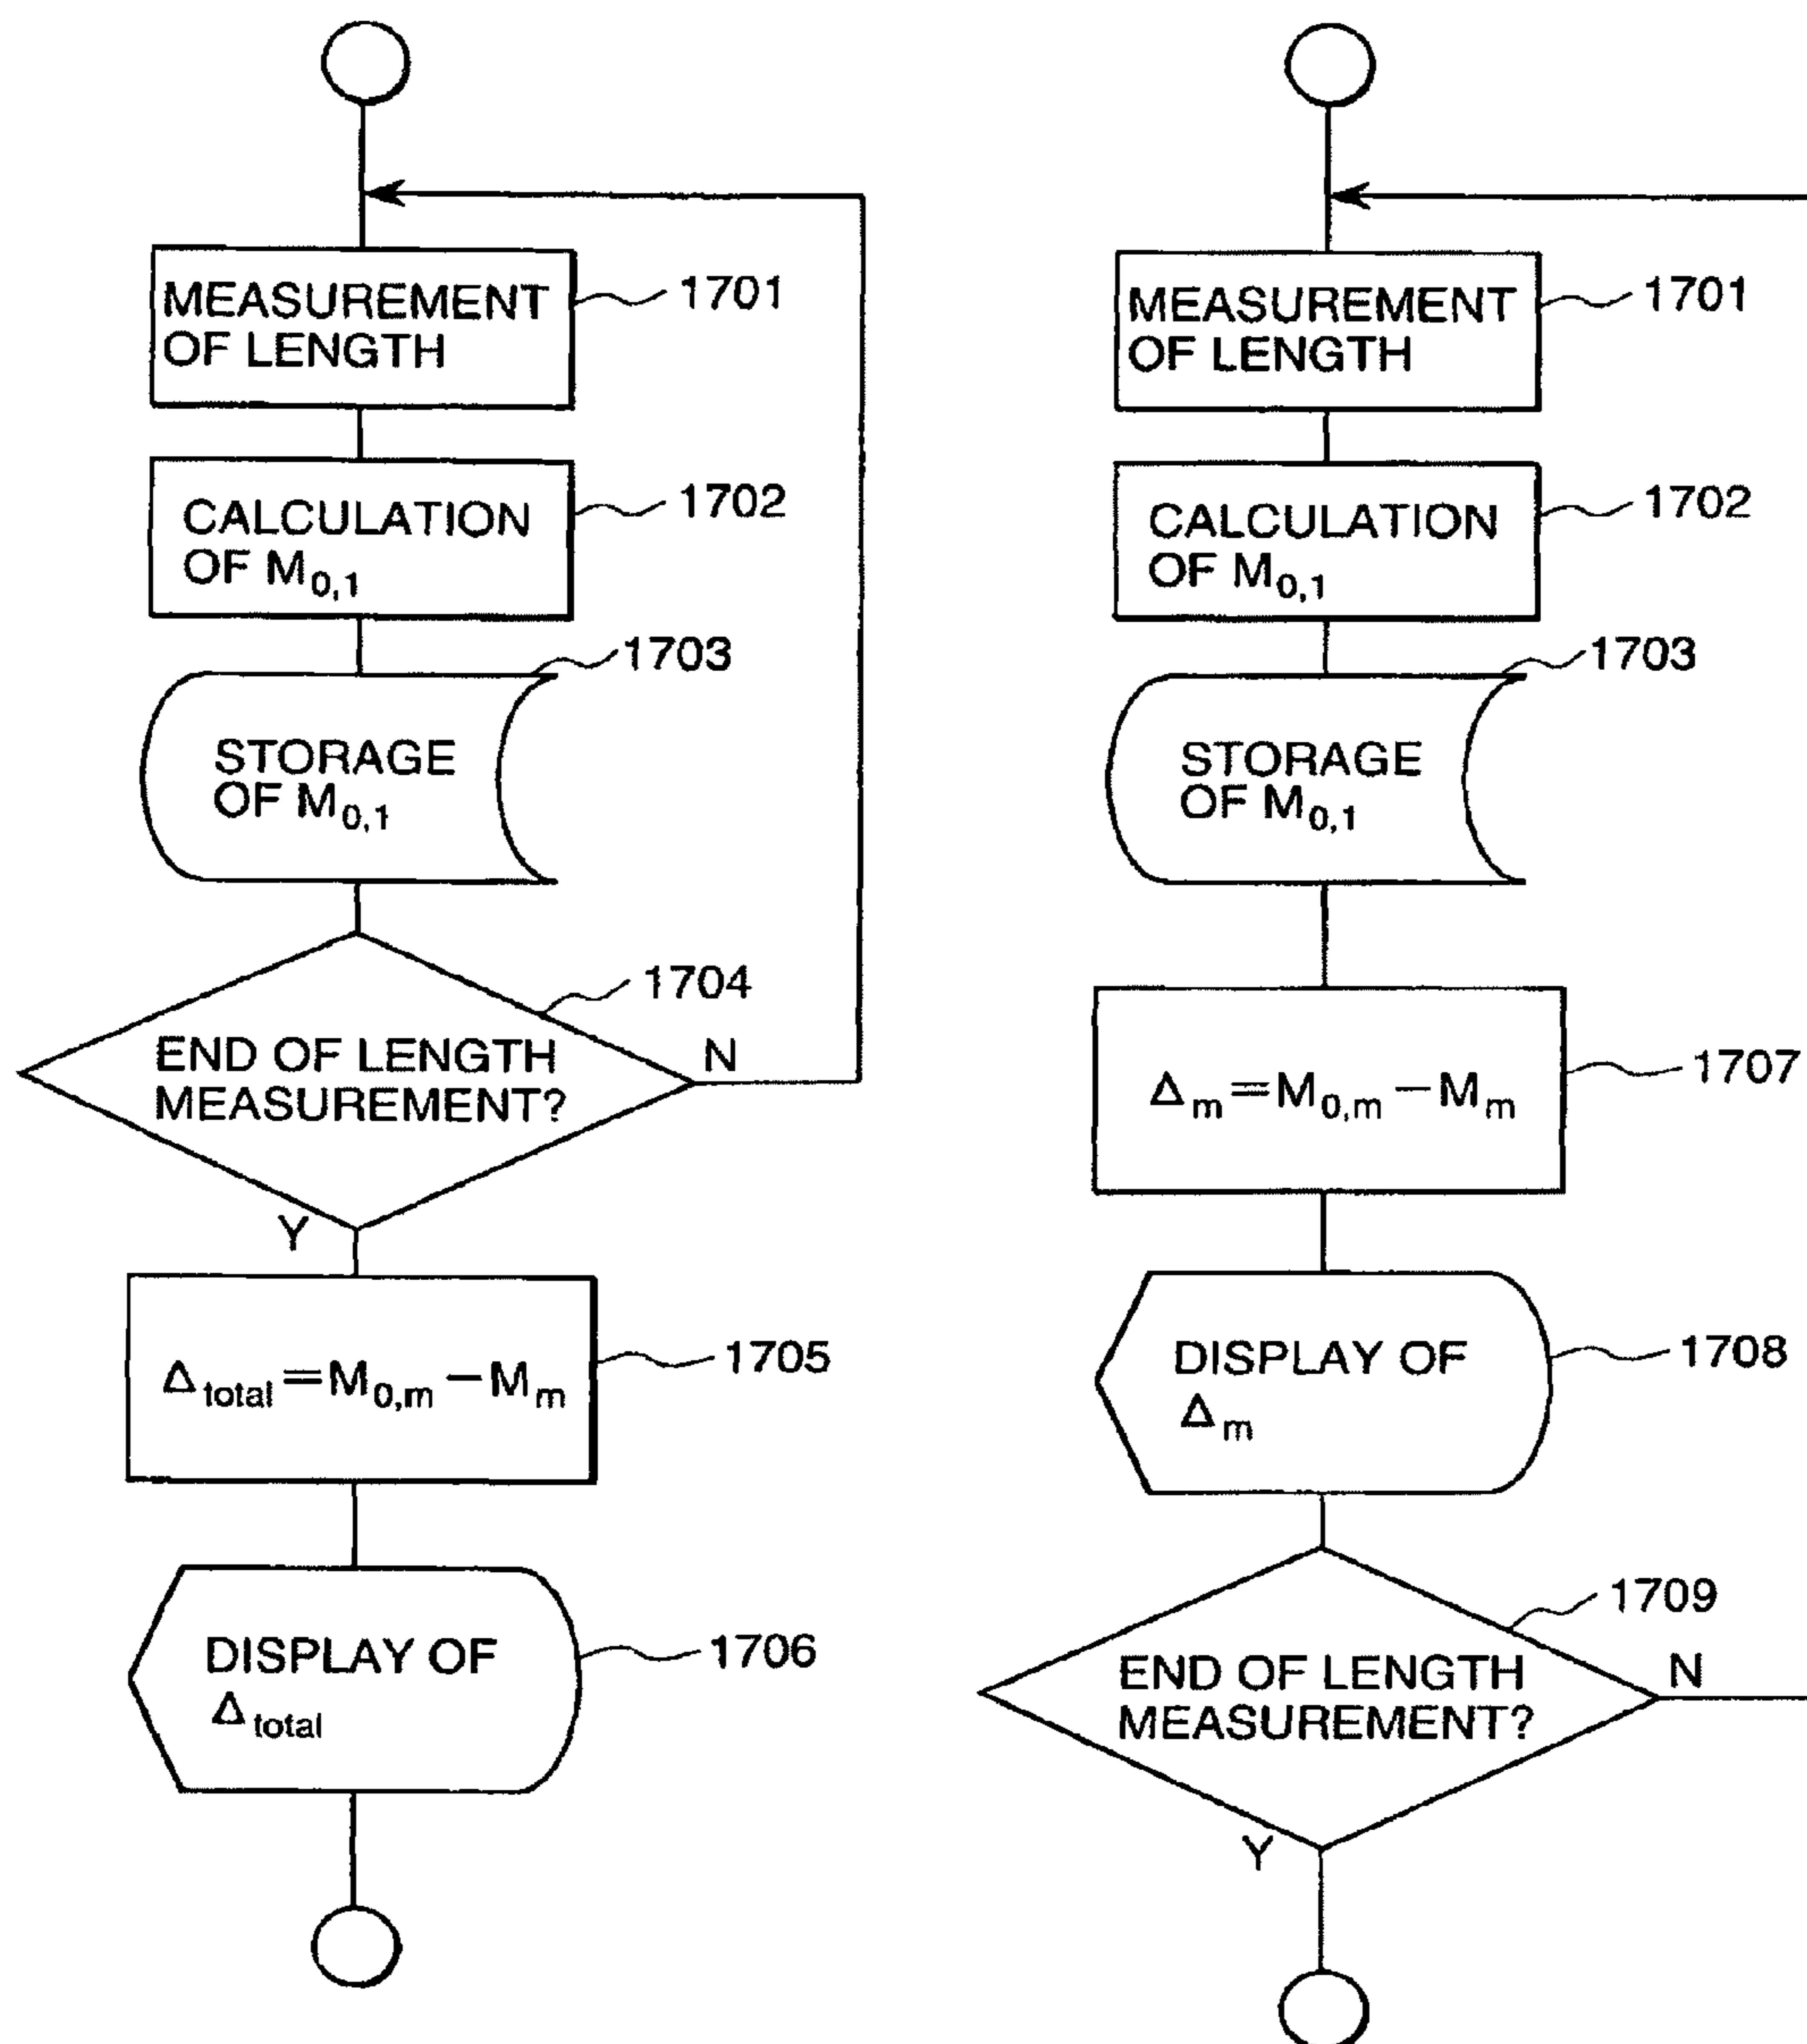 MEASUREMENT
OF LENGTH
1701
CALCULATION
OF M0,1
1702
STORAGE
OF M0,1
1703
END OF LENGTH
MEASUREMENT?
1704
N
Y
Δtotal=M0,m−Mm
1705
DISPLAY OF
Δtotal
1706
MEASUREMENT
OF LENGTH
1701
CALCULATION
OF M0,1
1702
STORAGE
OF M0,1
1703
Δm=M0,m−Mm
1707
DISPLAY OF
Δm
1708
END OF LENGTH
MEASUREMENT?
1709
N
Y